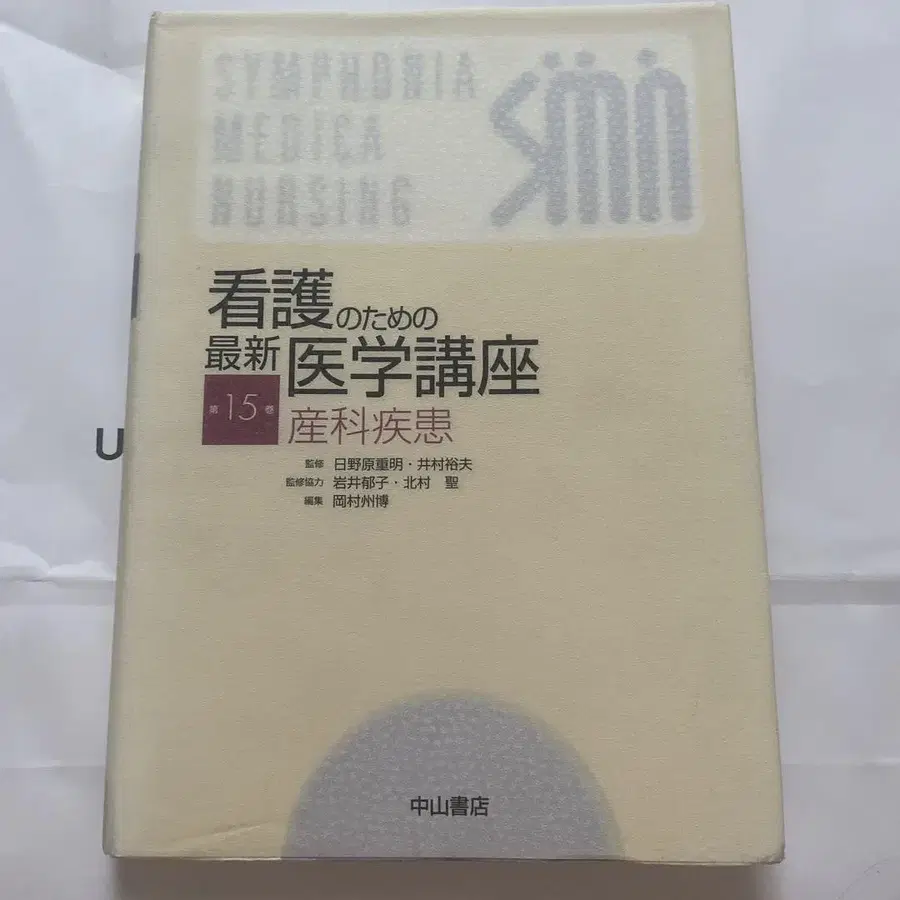 SYMPHONIA
MEDICA
NURSING
看護のための
最新医学講座
第15巻 産科疾患
監修 日野原重明・井村裕夫
監修協力 岩井郁子・北村 聖
編集 岡村州博
中山書店
U